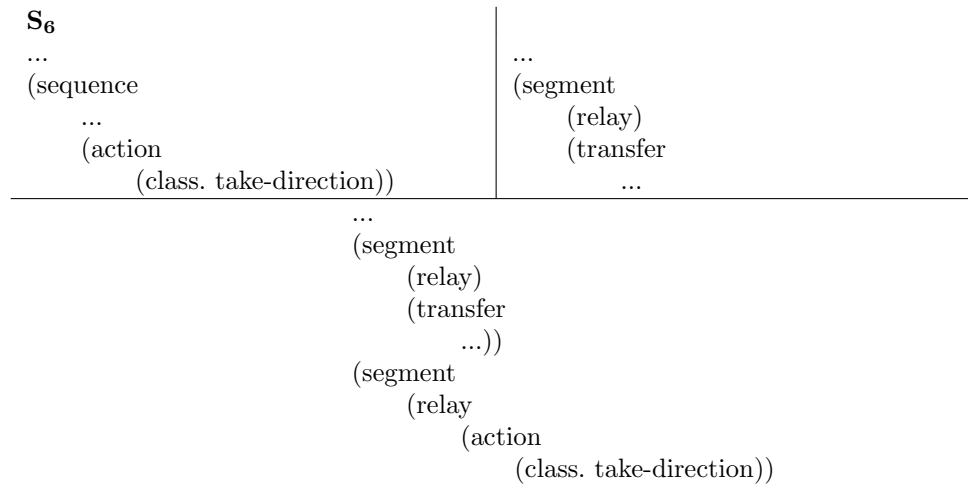 S6
...
(sequence
...
(action
(class. take-direction))
...
(segment
(relay)
(transfer
...
...
(segment
(relay)
(transfer
...))
(segment
(relay
(action
(class. take-direction))